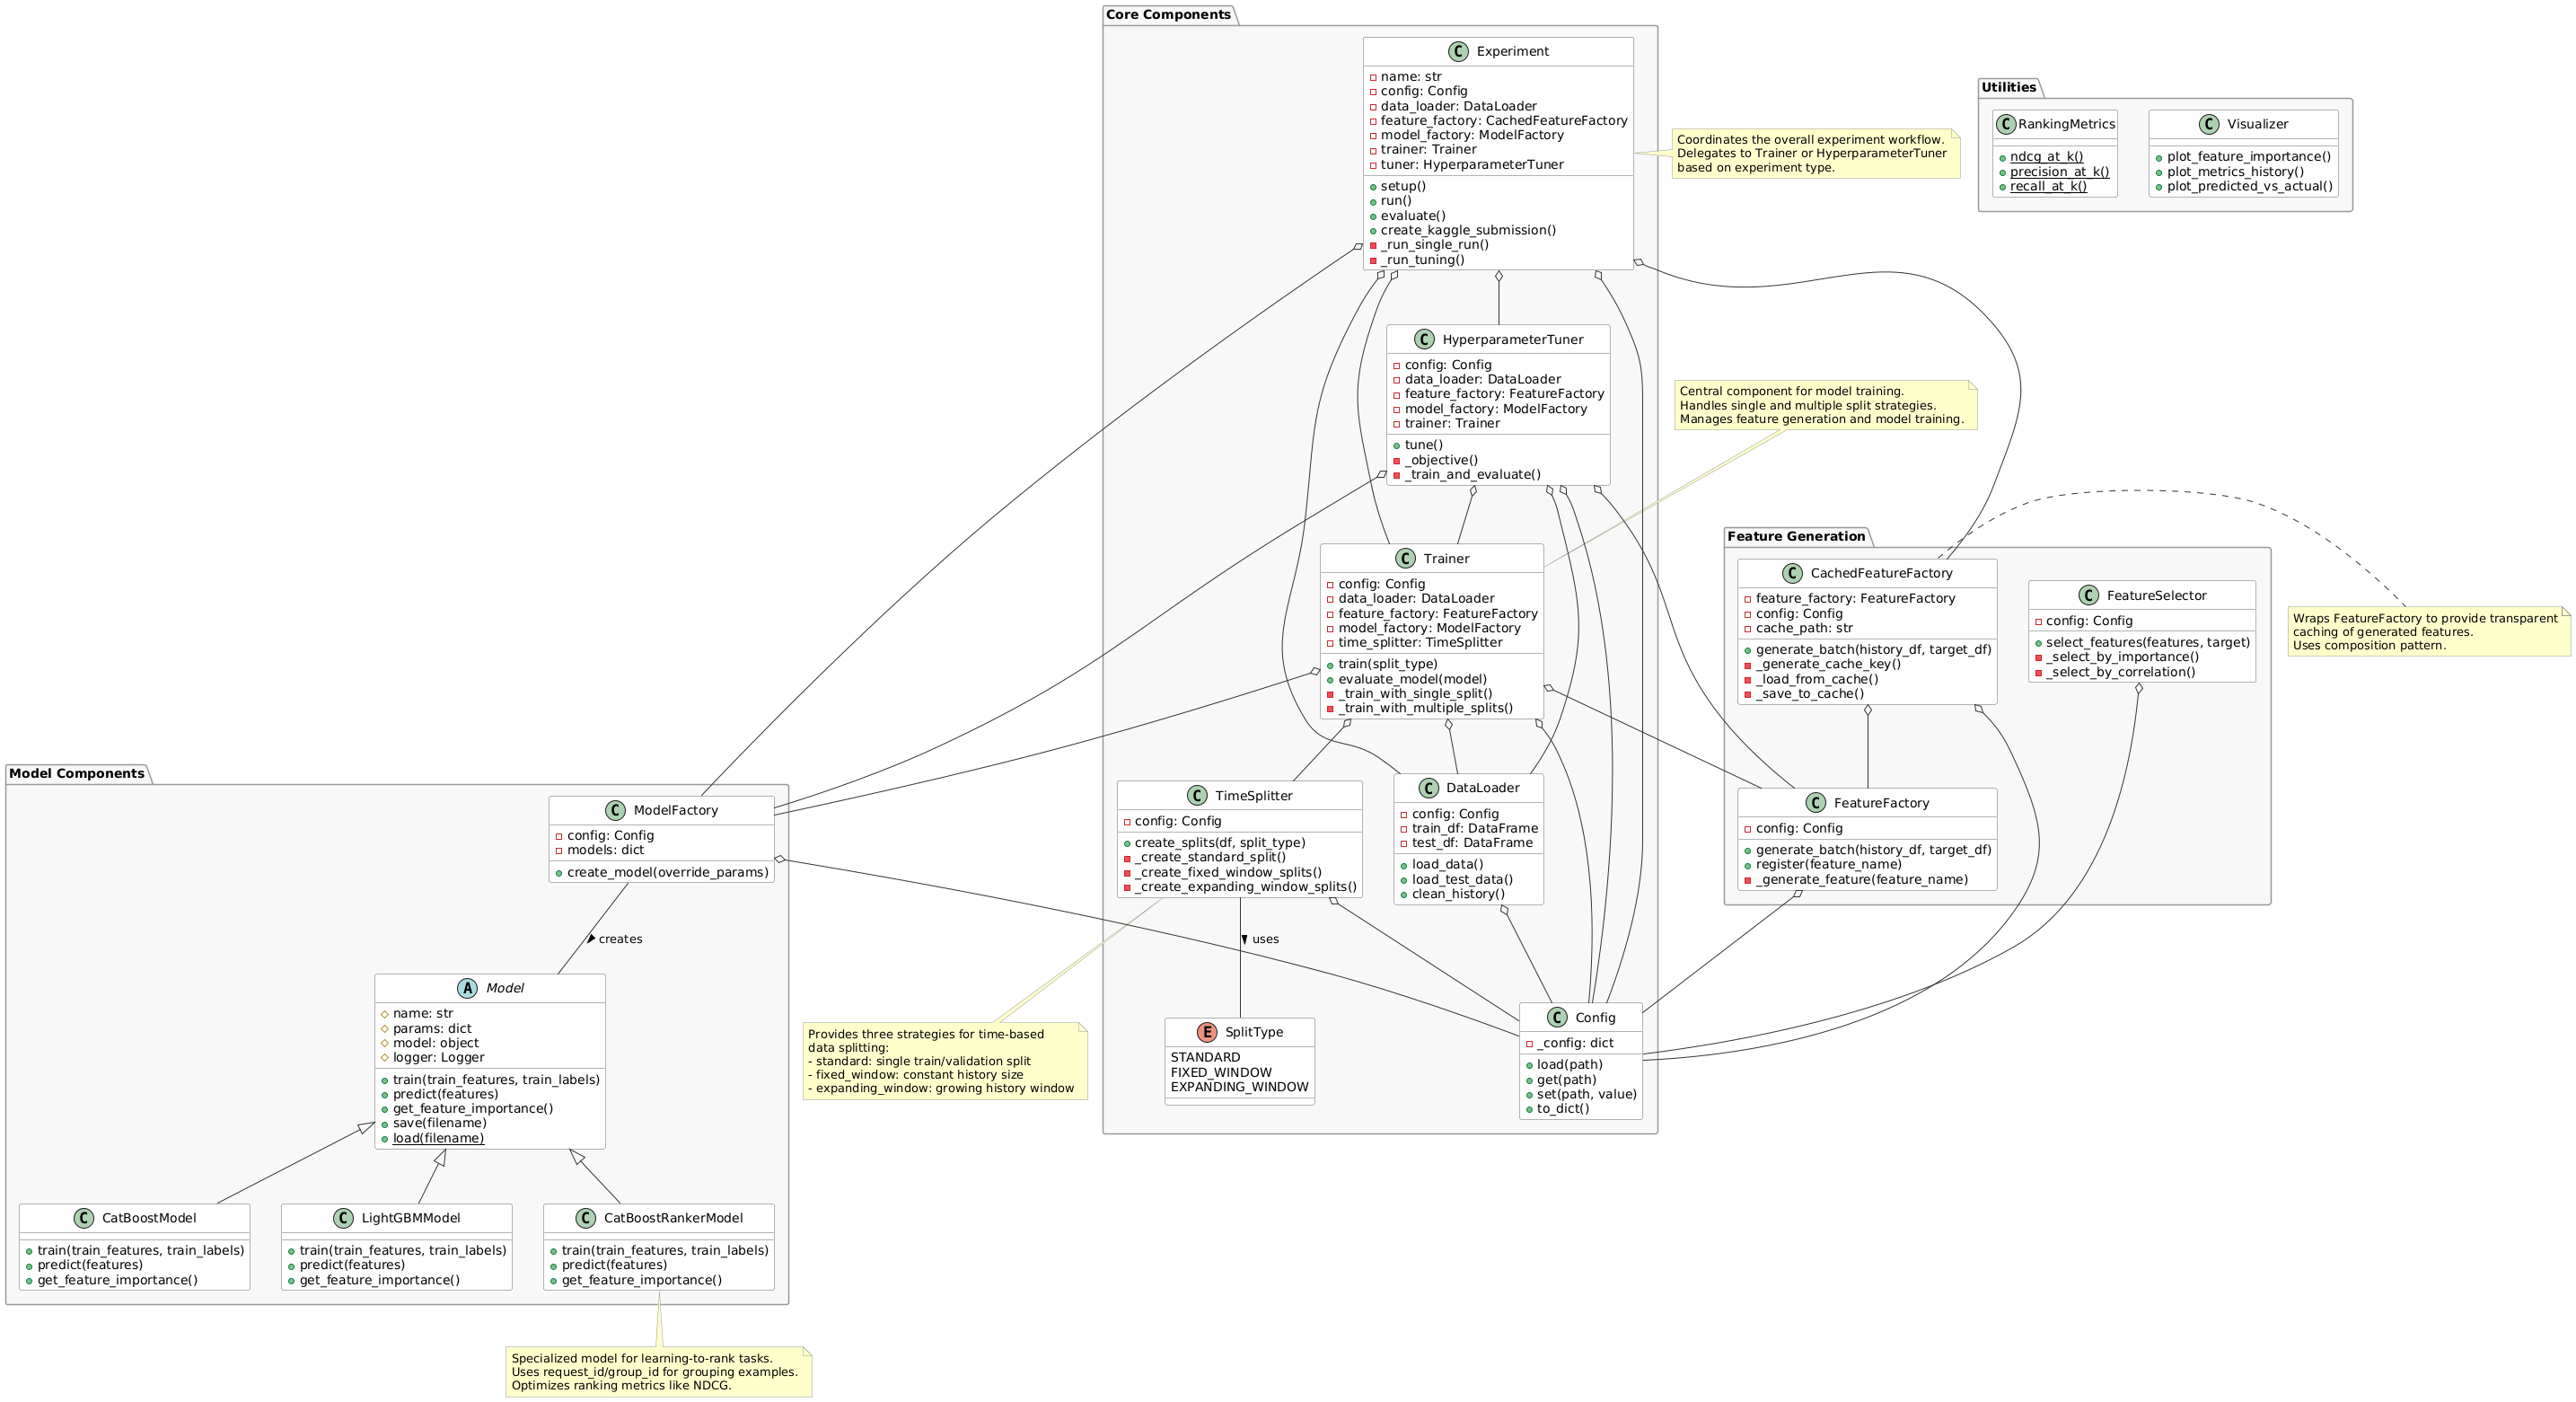 Core Components
C Experiment
name: str
config: Config
data_loader: DataLoader
feature_factory: CachedFeatureFactory
model_factory: ModelFactory
trainer: Trainer
tuner: HyperparameterTuner
setup()
run()
evaluate()
create_kaggle_submission()
_run_single_run()
_run_tuning()
Coordinates the overall experiment workflow.
Delegates to Trainer or HyperparameterTuner
based on experiment type.
Utilities
C RankingMetrics
ndcg_at_k()
precision_at_k()
recall_at_k()
C Visualizer
plot_feature_importance()
plot_metrics_history()
plot_predicted_vs_actual()
C HyperparameterTuner
config: Config
data_loader: DataLoader
feature_factory: FeatureFactory
model_factory: ModelFactory
trainer: Trainer
tune()
_objective()
_train_and_evaluate()
Central component for model training.
Handles single and multiple split strategies.
Manages feature generation and model training.
C Trainer
config: Config
data_loader: DataLoader
feature_factory: FeatureFactory
model_factory: ModelFactory
time_splitter: TimeSplitter
train(split_type)
evaluate_model(model)
_train_with_single_split()
_train_with_multiple_splits()
Feature Generation
C CachedFeatureFactory
feature_factory: FeatureFactory
config: Config
cache_path: str
generate_batch(history_df, target_df)
_generate_cache_key()
_load_from_cache()
_save_to_cache()
C FeatureSelector
config: Config
select_features(features, target)
_select_by_importance()
_select_by_correlation()
Wraps FeatureFactory to provide transparent
caching of generated features.
Uses composition pattern.
Model Components
C ModelFactory
config: Config
models: dict
create_model(override_params)
C TimeSplitter
config: Config
create_splits(df, split_type)
_create_standard_split()
_create_fixed_window_splits()
_create_expanding_window_splits()
C DataLoader
config: Config
train_df: DataFrame
test_df: DataFrame
load_data()
load_test_data()
clean_history()
C FeatureFactory
config: Config
generate_batch(history_df, target_df)
register(feature_name)
_generate_feature(feature_name)
creates
uses
A Model
name: str
params: dict
model: object
logger: Logger
train(train_features, train_labels)
predict(features)
get_feature_importance()
save(filename)
load(filename)
Provides three strategies for time-based
data splitting:
- standard: single train/validation split
- fixed_window: constant history size
- expanding_window: growing history window
E SplitType
STANDARD
FIXED_WINDOW
EXPANDING_WINDOW
C Config
_config: dict
load(path)
get(path)
set(path, value)
to_dict()
C CatBoostModel
train(train_features, train_labels)
predict(features)
get_feature_importance()
C LightGBMModel
train(train_features, train_labels)
predict(features)
get_feature_importance()
C CatBoostRankerModel
train(train_features, train_labels)
predict(features)
get_feature_importance()
Specialized model for learning-to-rank tasks.
Uses request_id/group_id for grouping examples.
Optimizes ranking metrics like NDCG.